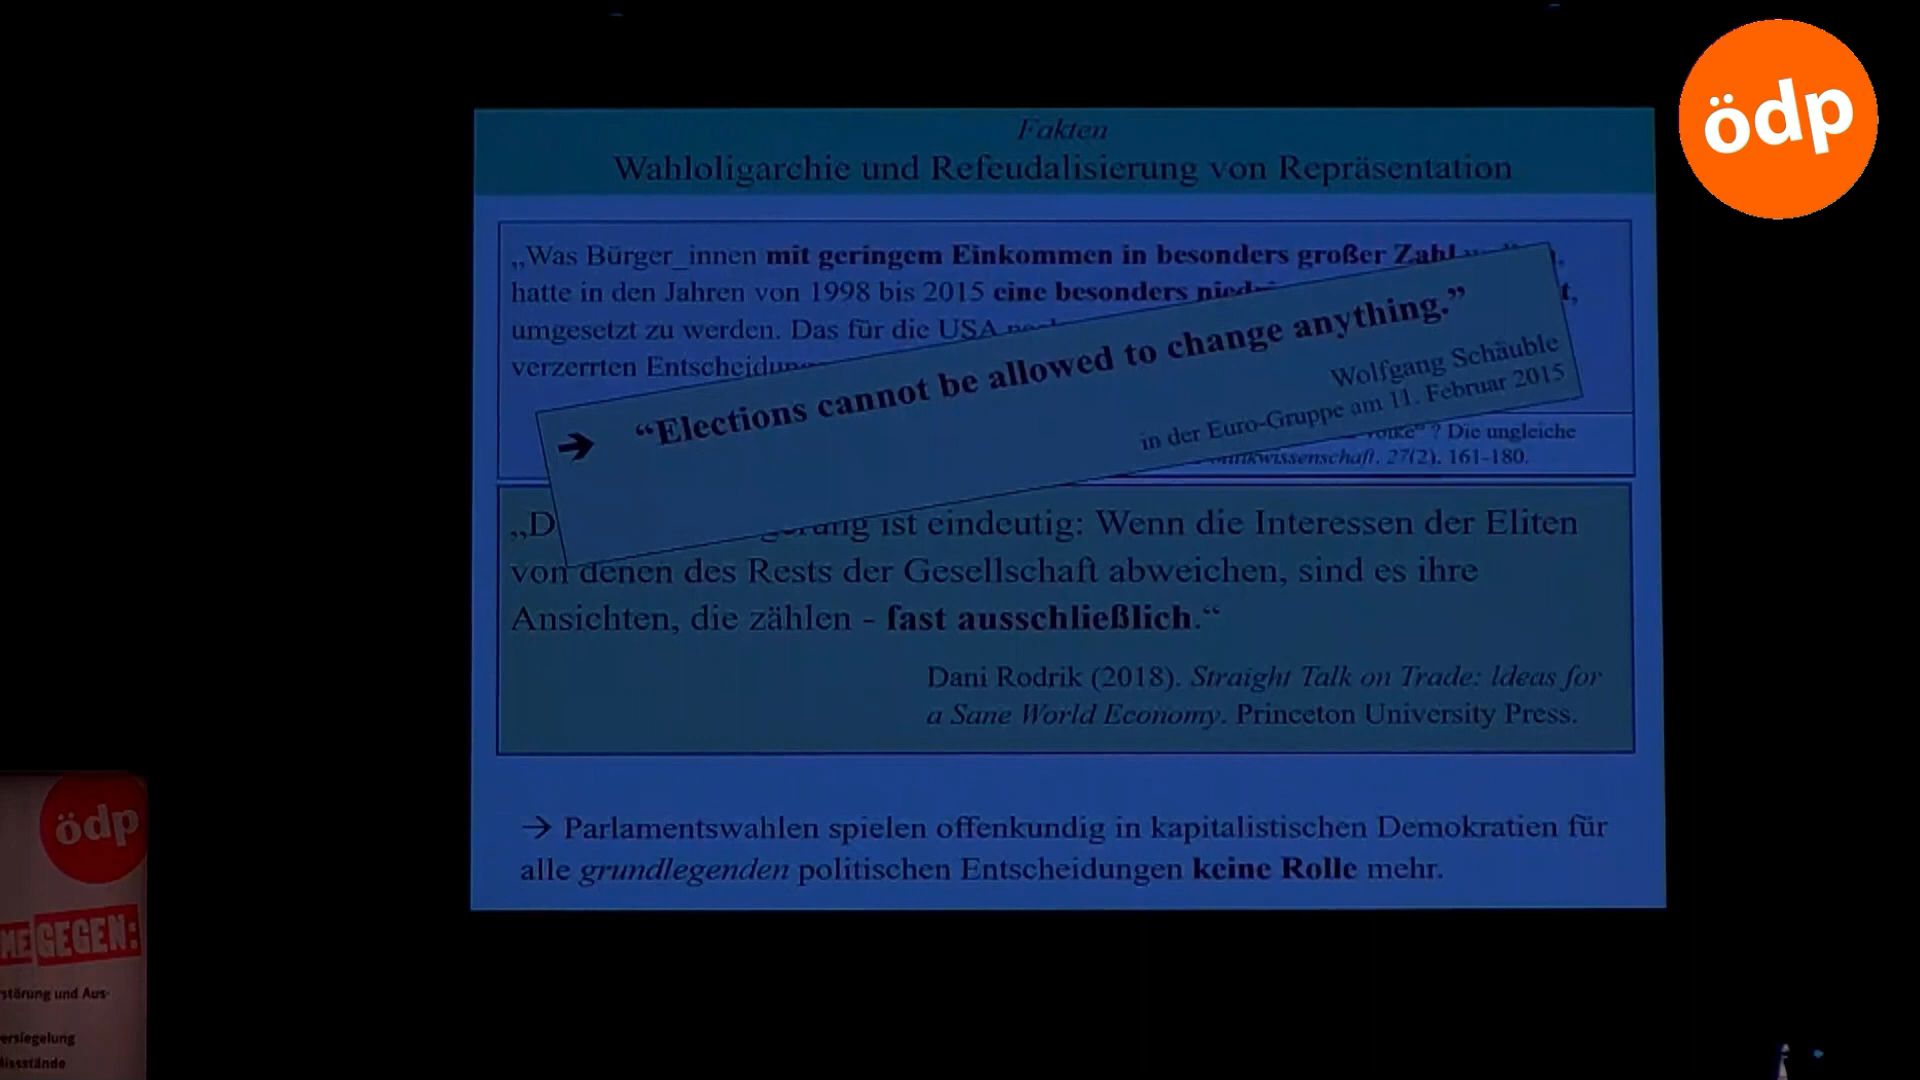 ödp
Fakten
Wahloligarchie und Refeudalisierung von Repräsentation
„Was Bürger_innen mit geringem Einkommen in besonders großer Zahl
hatte in den Jahren von 1998 bis 2015 eine besonders
umgesetzt zu werden. Das für die USA
verzerrten
➔ “Elections cannot be allowed to change anything.”
Wolfgang Schäuble
in der Euro-Gruppe am 11. Februar 2015
? Die ungleiche
27(2), 161-180.
ist eindeutig: Wenn die Interessen der Eliten
von denen des Rests der Gesellschaft abweichen, sind es ihre
Ansichten, die zählen - fast ausschließlich.“
Dani Rodrik (2018). Straight Talk on Trade: Ideas for
a Sane World Economy. Princeton University Press.
→ Parlamentswahlen spielen offenkundig in kapitalistischen Demokratien für
alle grundlegenden politischen Entscheidungen keine Rolle mehr.
ödp
GEGEN:
und Aus-